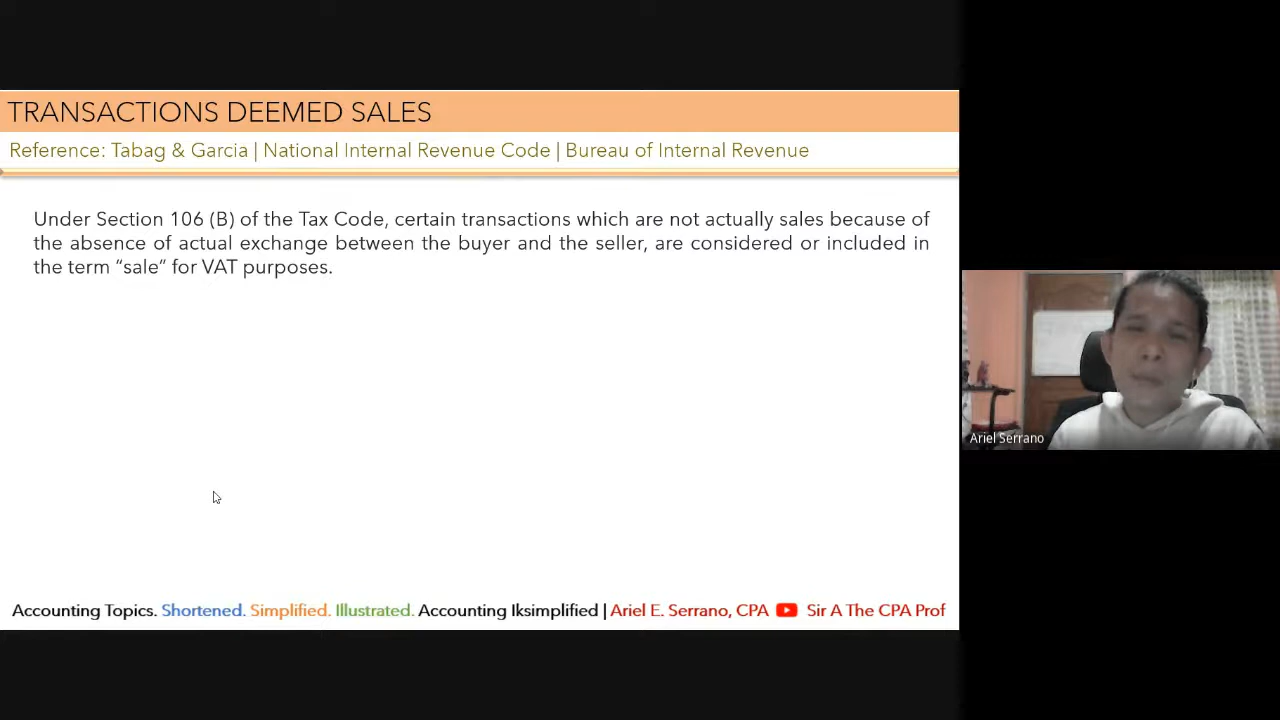 TRANSACTIONS DEEMED SALES
Reference: Tabag & Garcia | National Internal Revenue Code | Bureau of Internal Revenue
Under Section 106 (B) of the Tax Code, certain transactions which are not actually sales because of
the absence of actual exchange between the buyer and the seller, are considered or included in
the term “sale” for VAT purposes.
Ariel Serrano
Accounting Topics. Shortened. Simplified. Illustrated. Accounting Iksimplified | Ariel E. Serrano, CPA Sir A The CPA Prof